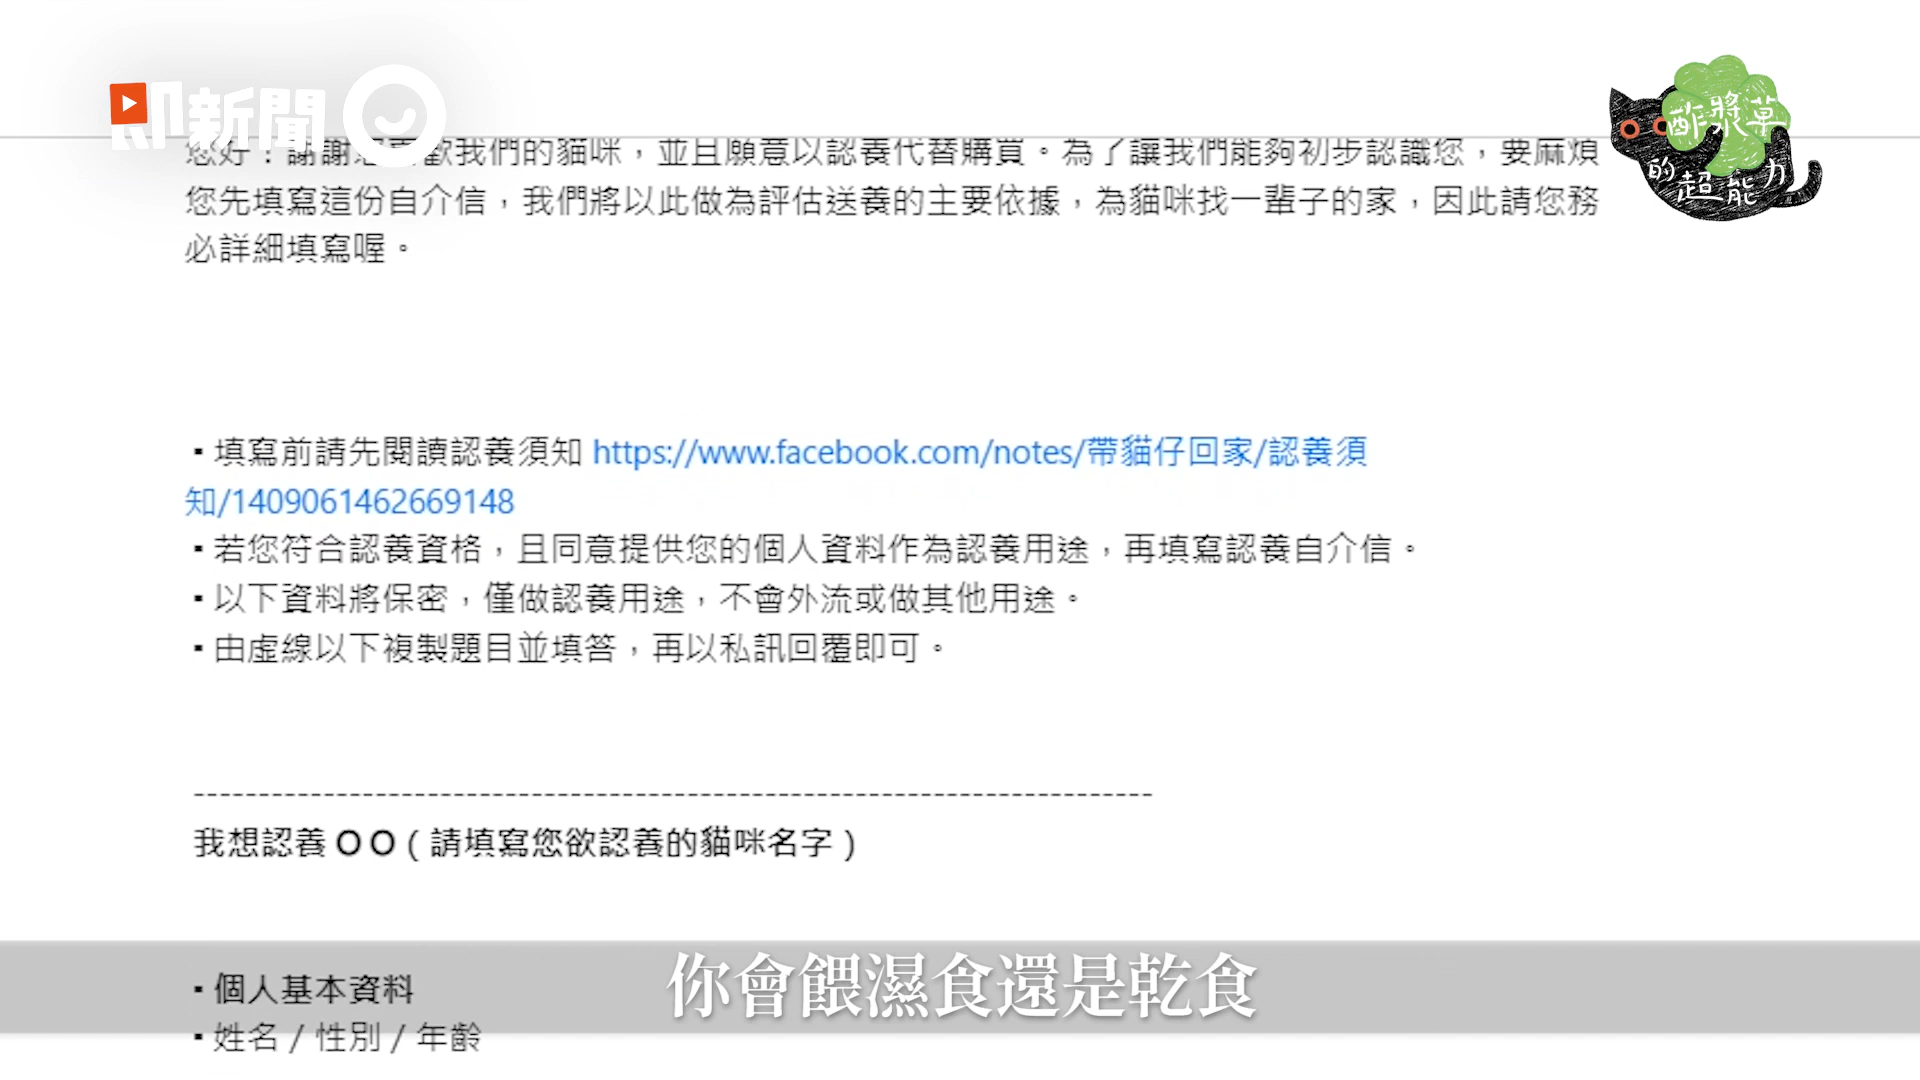 新聞
酢漿草
的超能力
您好！謝謝您喜歡我們的貓咪，並且願意以認養代替購買。為了讓我們能夠初步認識您，要麻煩
您先填寫這份自介信，我們將以此做為評估送養的主要依據，為貓咪找一輩子的家，因此請您務
必詳細填寫喔。
▪ 填寫前請先閱讀認養須知 https://www.facebook.com/notes/帶貓仔回家/認養須
知/1409061462669148
▪ 若您符合認養資格，且同意提供您的個人資料作為認養用途，再填寫認養自介信。
▪ 以下資料將保密，僅做認養用途，不會外流或做其他用途。
▪ 由虛線以下複製題目並填答，再以私訊回覆即可。
--------------------------------------------------------------------------
我想認養ＯＯ（請填寫您欲認養的貓咪名字）
▪ 個人基本資料
你會餵濕食還是乾食
▪ 姓名 / 性別 / 年齡